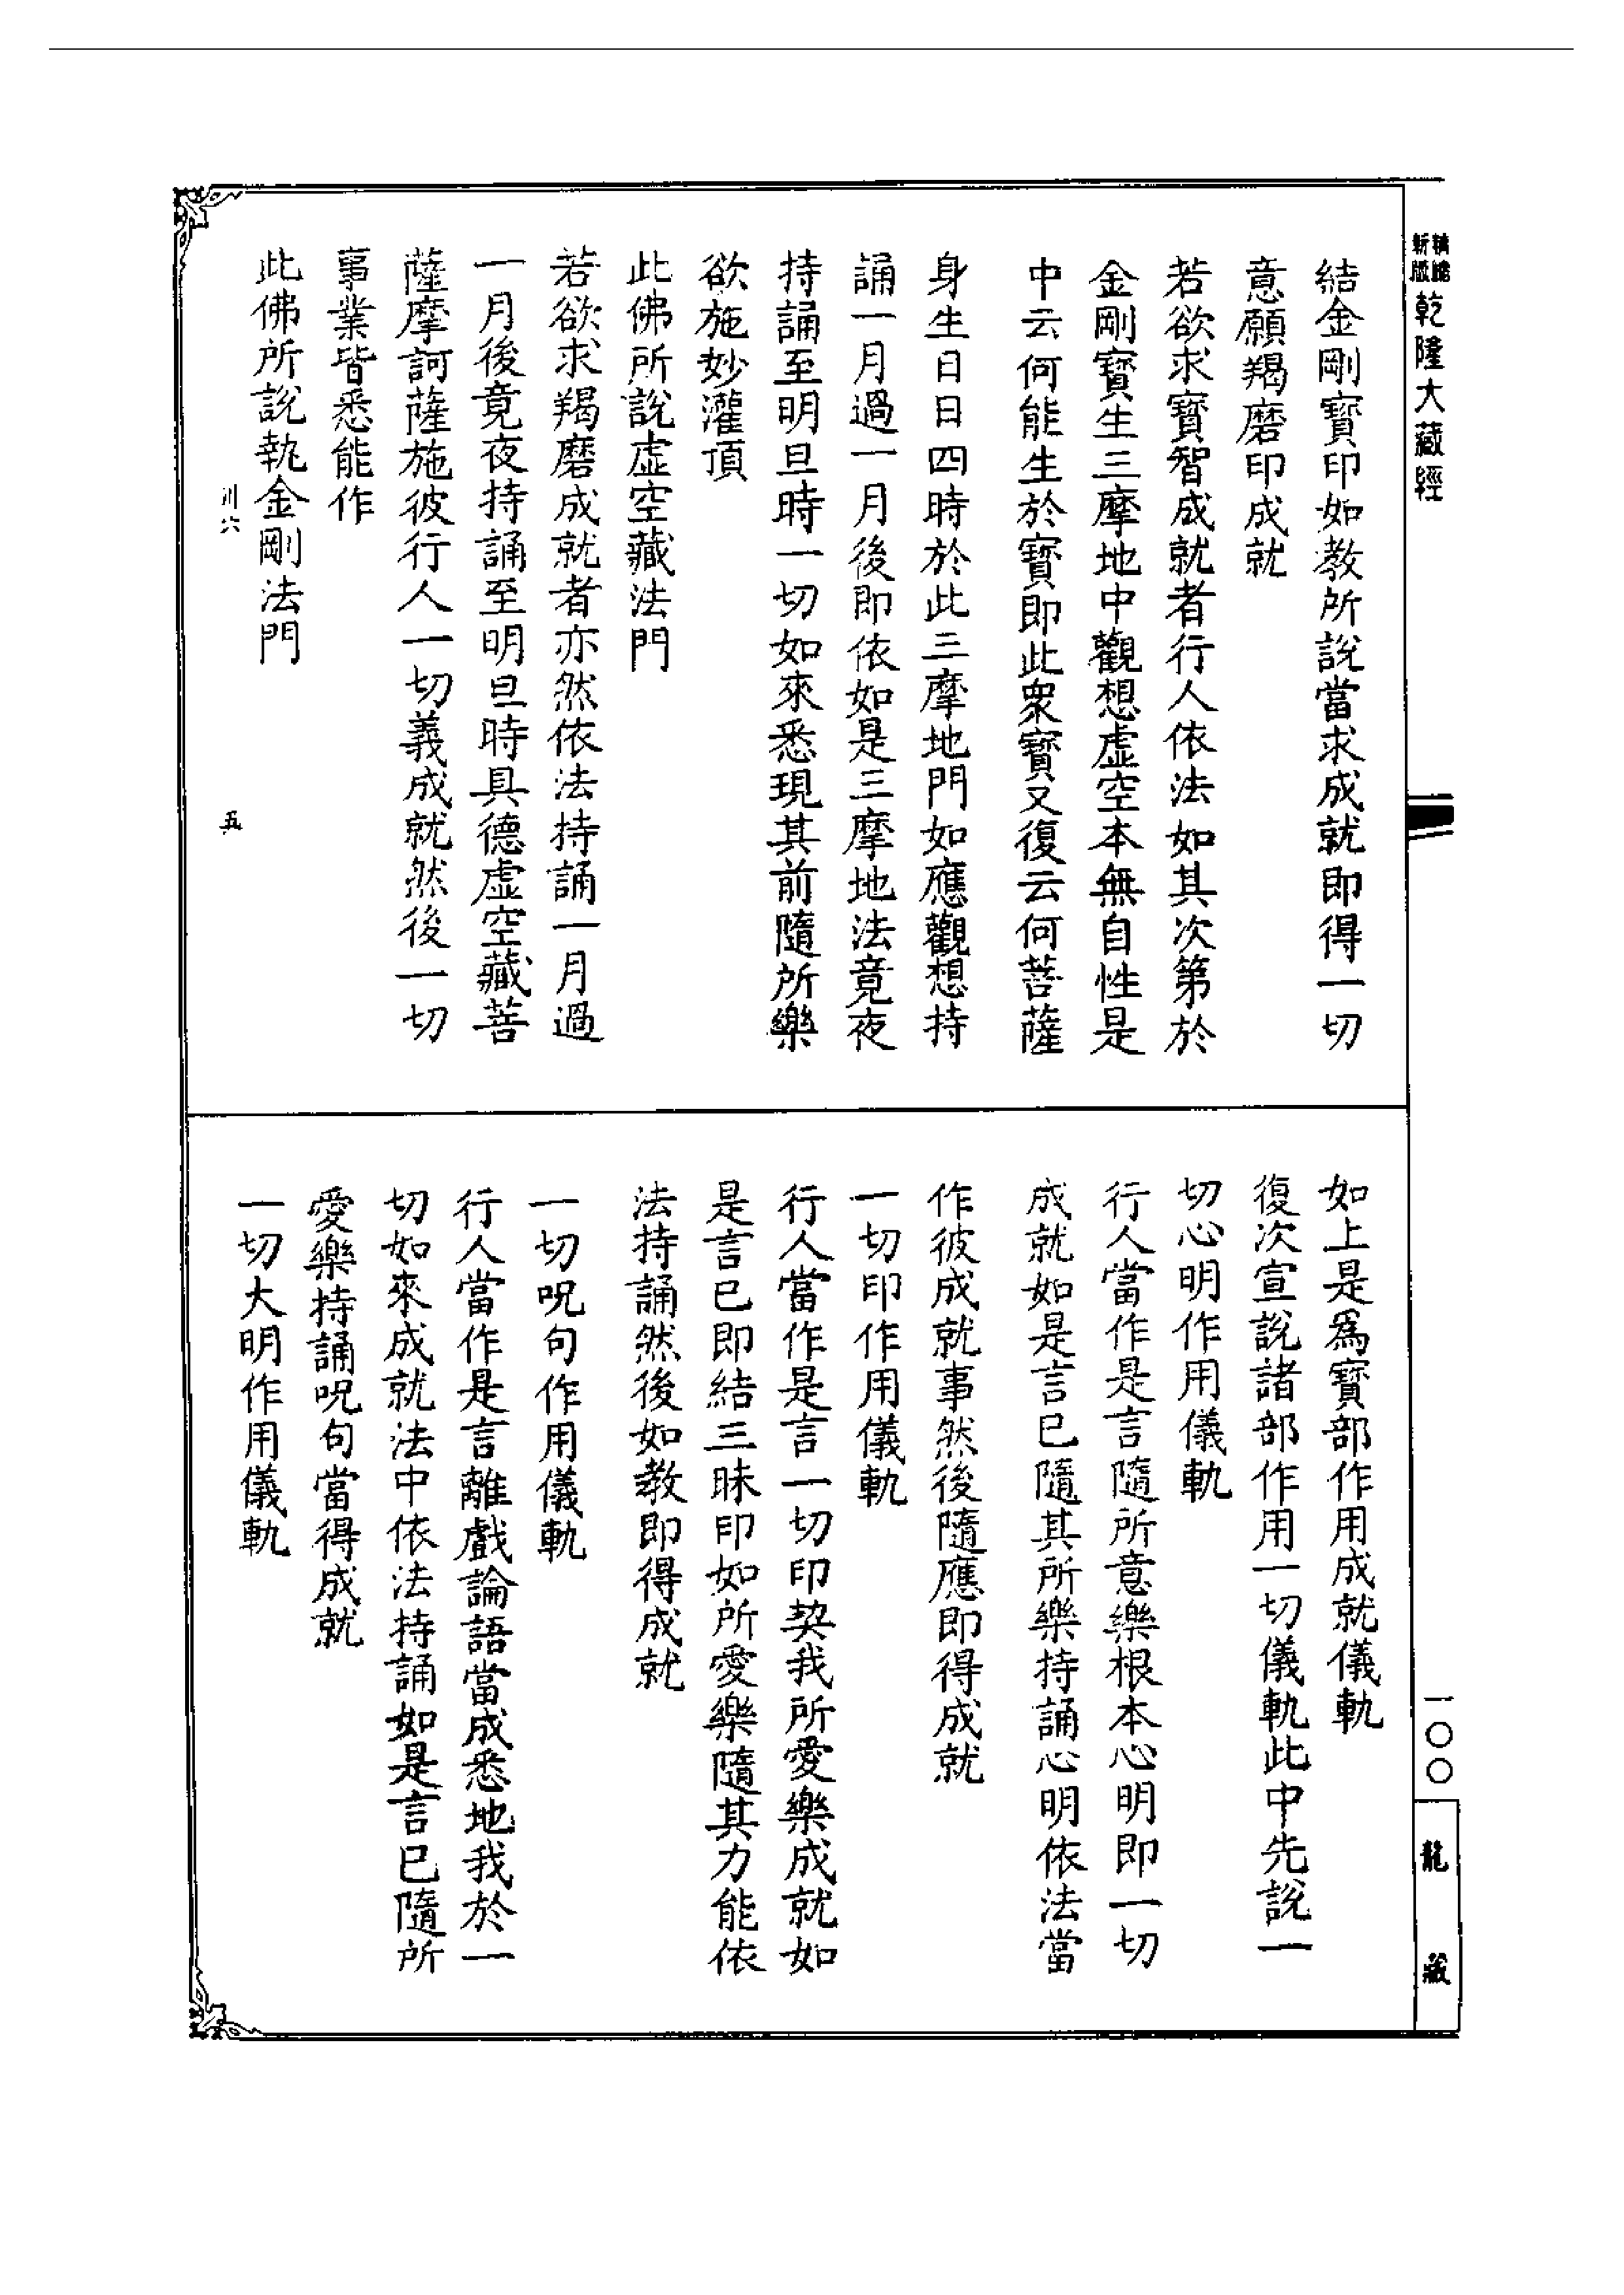 新版
精縮
乾隆大藏經
一〇〇
龍藏
結金剛寶印如教所說當求成就即得一切
意願羯磨印成就
若欲求寶智成就者行人依法如其次第於
金剛寶生三摩地中觀想虛空本無自性是
中云何能生於寶即此衆寶又復云何菩薩
身生日日四時於此三摩地門如應觀想持
誦一月過一月後即依如是三摩地法竟夜
持誦至明旦時一切如來悉現其前隨所樂
欲施妙灌頂
此佛所說虛空藏法門
若欲求羯磨成就者亦然依法持誦一月過
一月後竟夜持誦至明旦時具德虛空藏菩
薩摩訶薩施彼行人一切義成就然後一切
事業皆悉能作
此佛所說執金剛法門
川六
五
如上是爲寶部作用成就儀軌
復次宣說諸部作用一切儀軌此中先說一
切心明作用儀軌
行人當作是言隨所意樂根本心明即一切
成就如是言已隨其所樂持誦心明依法當
作彼成就事然後隨應即得成就
一切印作用儀軌
行人當作是言一切印契我所愛樂成就如
是言已即結三昧印如所愛樂隨其力能依
法持誦然後如教即得成就
一切呪句作用儀軌
行人當作是言離戲論語當成悉地我於一
切如來成就法中依法持誦如是言已隨所
愛樂持誦呪句當得成就
一切大明作用儀軌